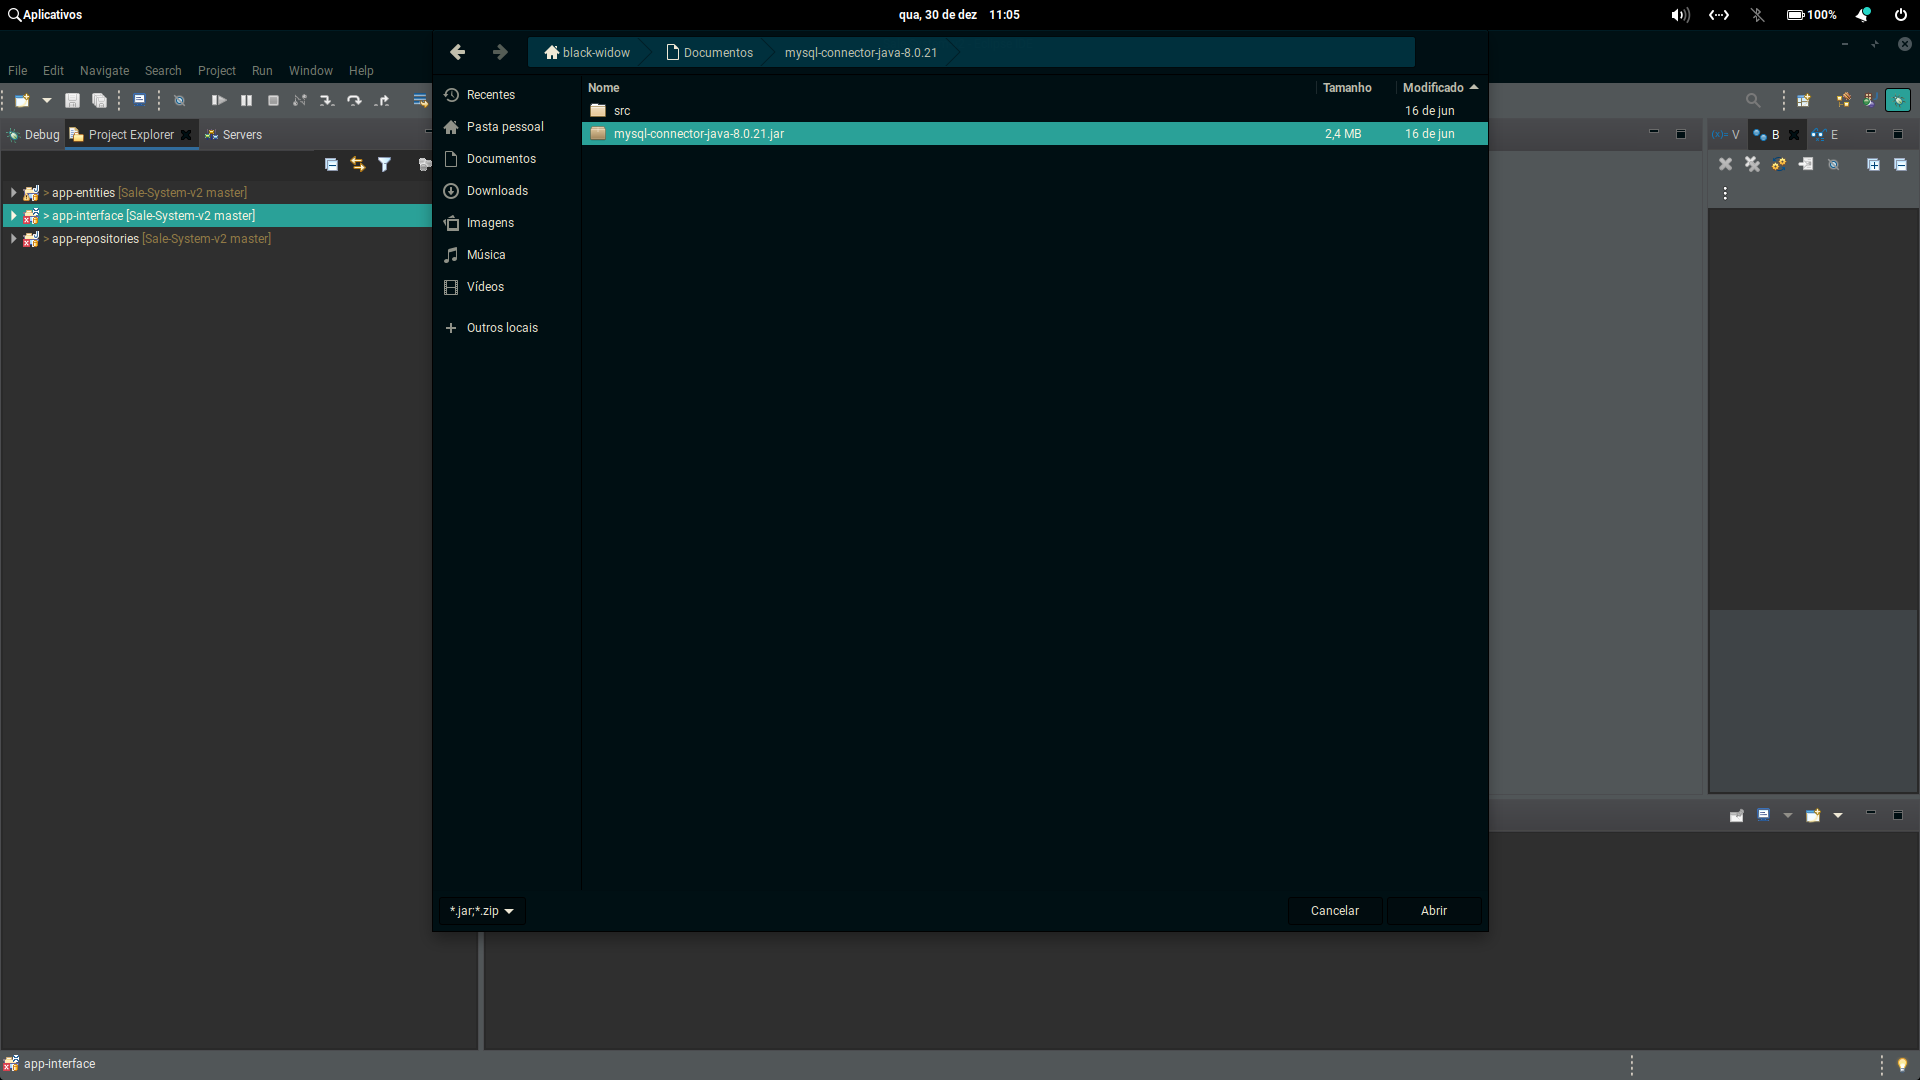 Aplicativos
qua, 30 de dez 11:05
100%
black-widow
Documentos
mysql-connector-java-8.0.21
File Edit Navigate Search Project Run Window Help
Debug
Project Explorer
Servers
> app-entities [Sale-System-v2 master]
> app-interface [Sale-System-v2 master]
> app-repositories [Sale-System-v2 master]
Recentes
Pasta pessoal
Documentos
Downloads
Imagens
Música
Vídeos
Outros locais
Nome Tamanho Modificado
src 16 de jun
mysql-connector-java-8.0.21.jar 2,4 MB 16 de jun
(x)= V
B
E
*.jar;*.zip
Cancelar
Abrir
app-interface